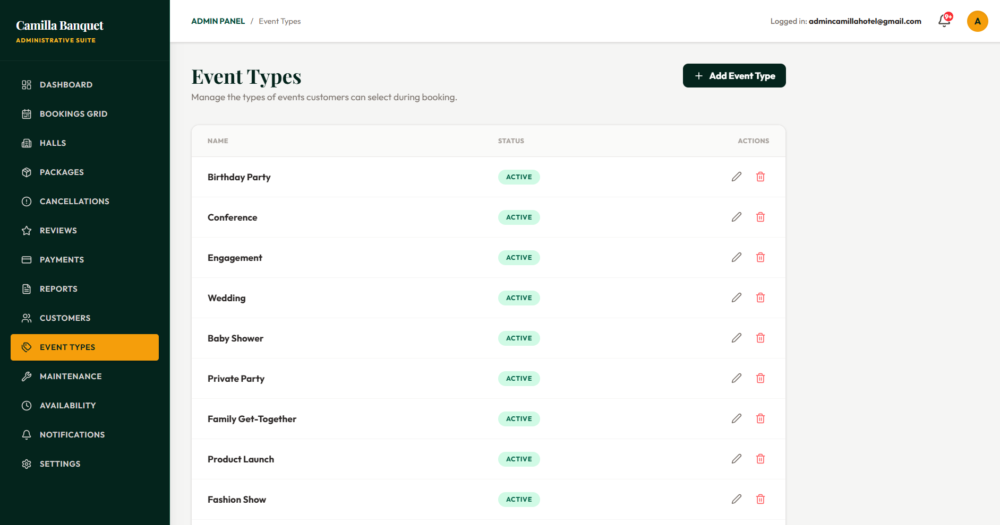 Camilla Banquet
ADMINISTRATIVE SUITE
DASHBOARD
BOOKINGS GRID
HALLS
PACKAGES
CANCELLATIONS
REVIEWS
PAYMENTS
REPORTS
CUSTOMERS
EVENT TYPES
MAINTENANCE
AVAILABILITY
NOTIFICATIONS
SETTINGS
ADMIN PANEL / Event Types
Logged in: admincamillahotel@gmail.com 9+ A
Event Types
Manage the types of events customers can select during booking.
+ Add Event Type
NAME STATUS ACTIONS
Birthday Party ACTIVE
Conference ACTIVE
Engagement ACTIVE
Wedding ACTIVE
Baby Shower ACTIVE
Private Party ACTIVE
Family Get-Together ACTIVE
Product Launch ACTIVE
Fashion Show ACTIVE